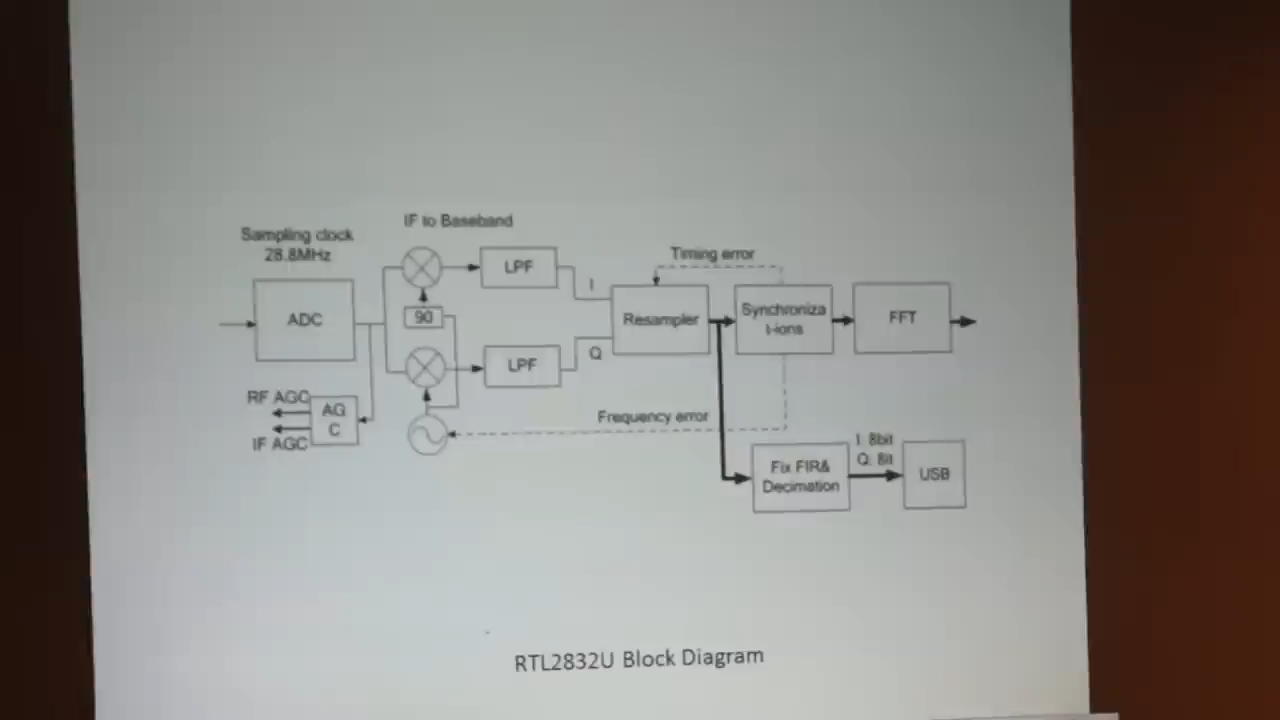 IF to Baseband
Sampling clock
28.8MHz
ADC
LPF
I
Timing error
90
Resampler
Synchroniza
t-ions
FFT
Q
LPF
RF AGC
IF AGC
AG
C
Frequency error
Fix FIR&
Decimation
I: 8bit
Q: 8it
USB
RTL2832U Block Diagram